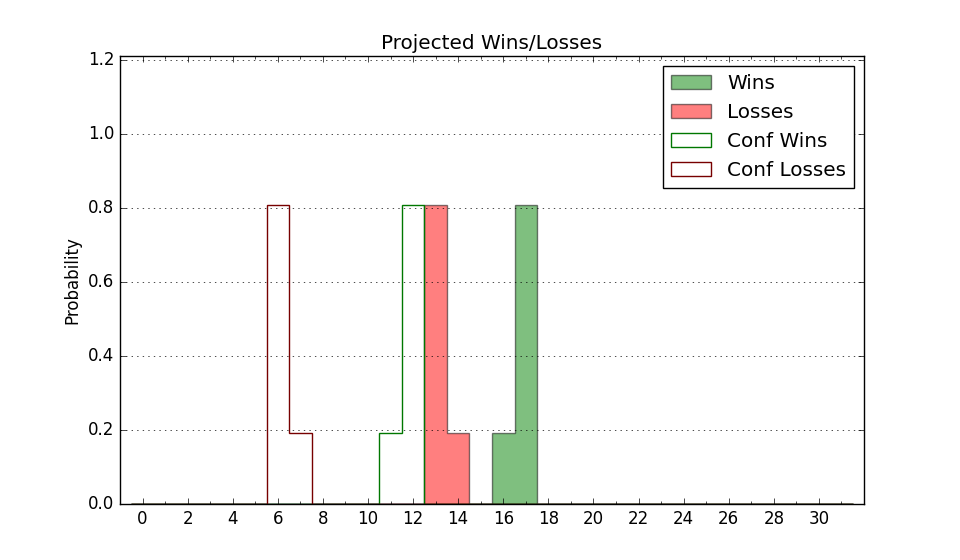 Projected Wins/Losses
1.2
1.0
0.8
0.6
0.4
0.2
0.0
Probability
Wins
Losses
Conf Wins
Conf Losses
0 2 4 6 8 10 12 14 16 18 20 22 24 26 28 30